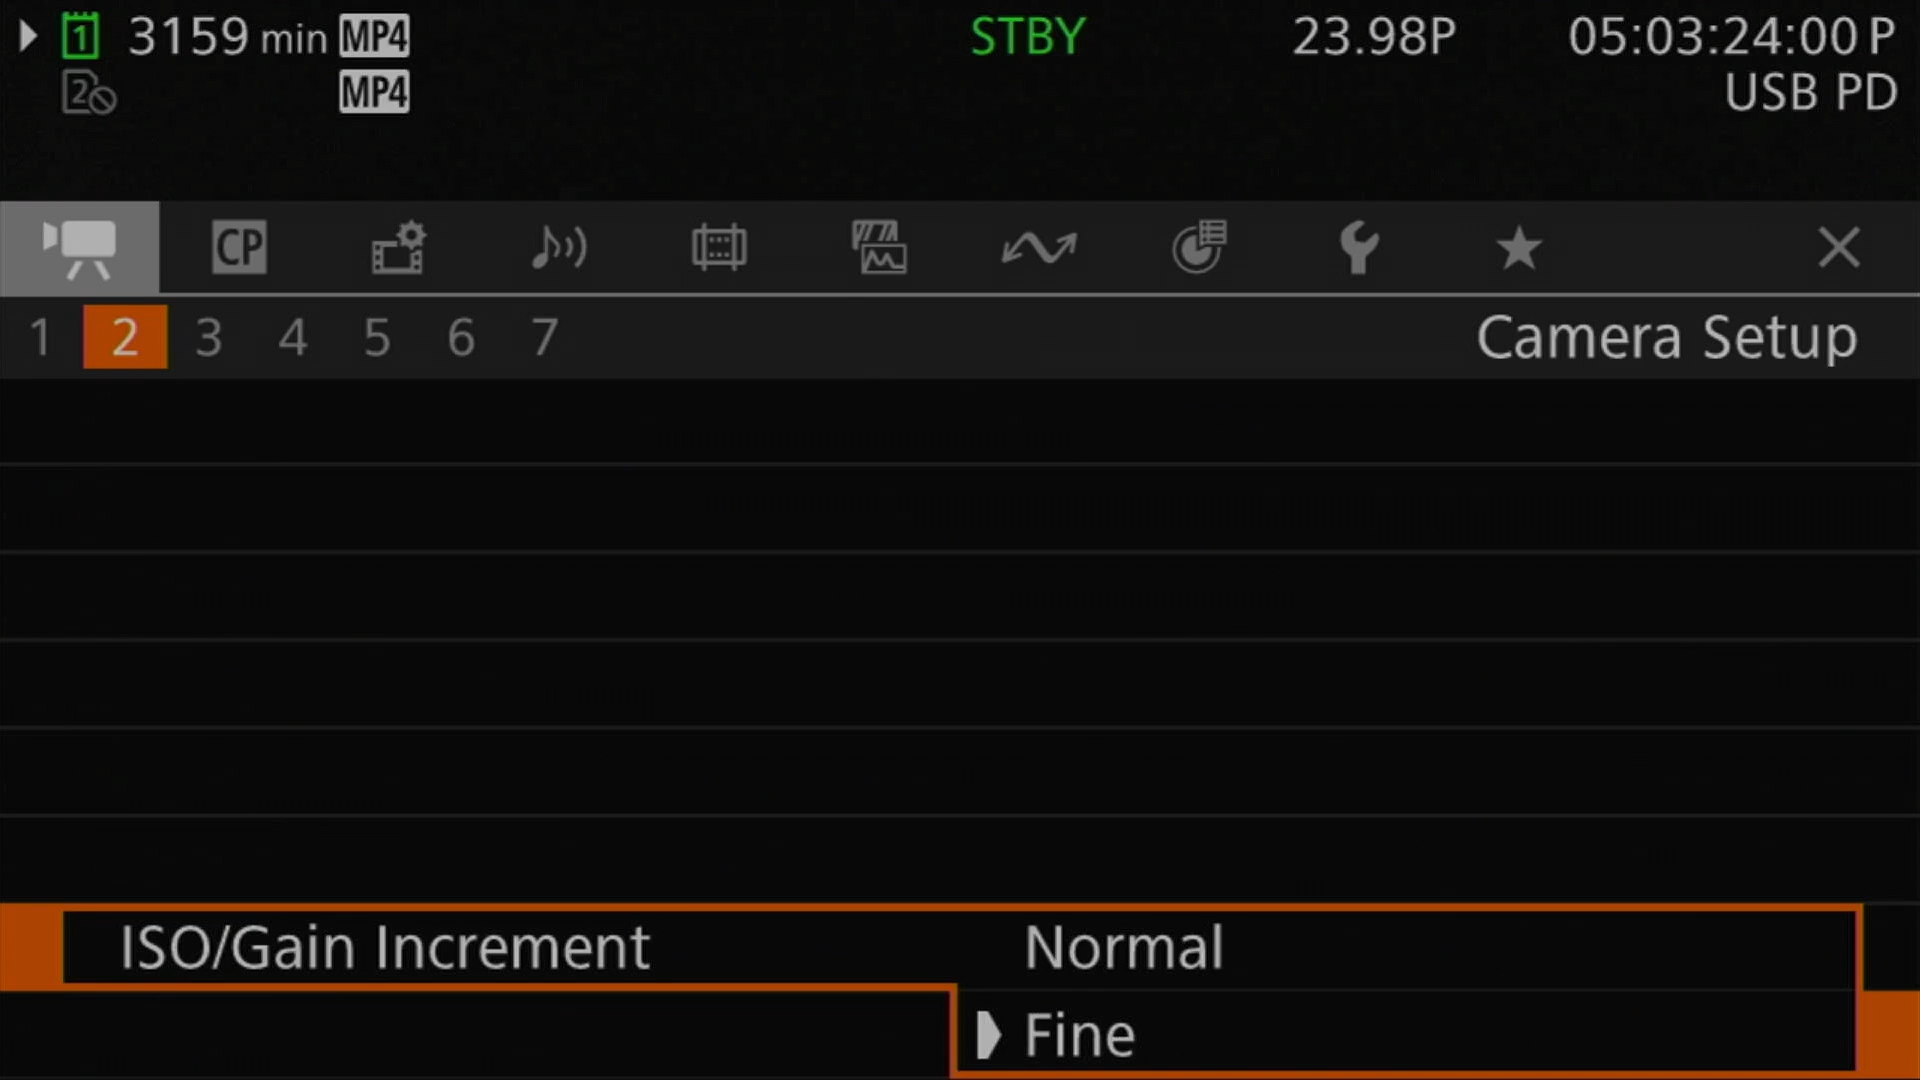 1 3159 min MP4 STBY 23.98P 05:03:24:00 P
2 MP4 USB PD
CP
1 2 3 4 5 6 7 Camera Setup
ISO/Gain Increment Normal
Fine